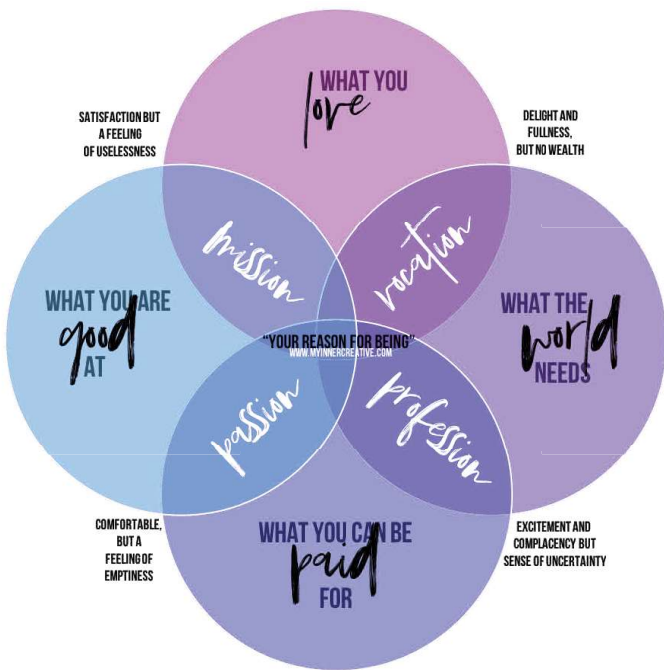 WHAT YOU
love
SATISFACTION BUT
A FEELING
OF USELESSNESS
DELIGHT AND
FULLNESS,
BUT NO WEALTH
mission
vocation
WHAT YOU ARE
good
AT
WHAT THE
world
NEEDS
"YOUR REASON FOR BEING"
WWW.MYINNERCREATIVE.COM
passion
profession
COMFORTABLE,
BUT A
FEELING OF
EMPTINESS
WHAT YOU CAN BE
paid
FOR
EXCITEMENT AND
COMPLACENCY BUT
SENSE OF UNCERTAINTY